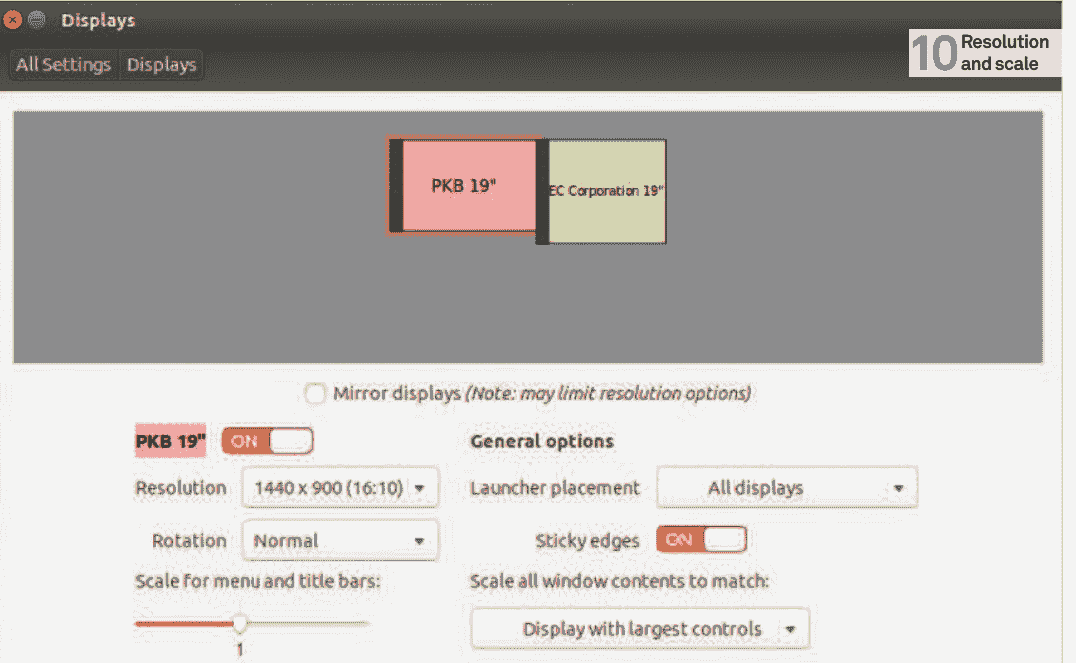 Displays
All Settings Displays
10 Resolution
and scale
PKB 19"
EC Corporation 19"
Mirror displays (Note: may limit resolution options)
PKB 19" ON General options
Resolution 1440 x 900 (16:10) Launcher placement All displays
Rotation Normal Sticky edges ON
Scale for menu and title bars: Scale all window contents to match:
Display with largest controls
1